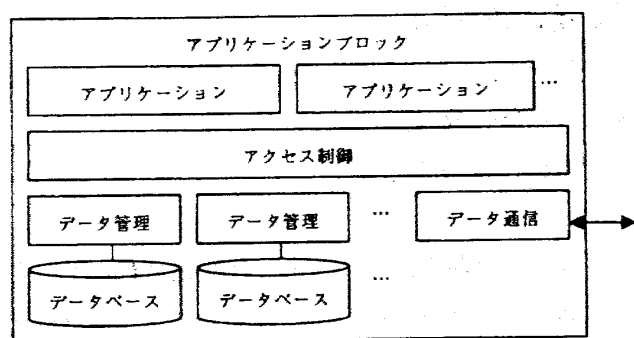 アプリケーションブロック
アプリケーション アプリケーション …
アクセス制御
データ管理 データ管理 … データ通信
データベース データベース …